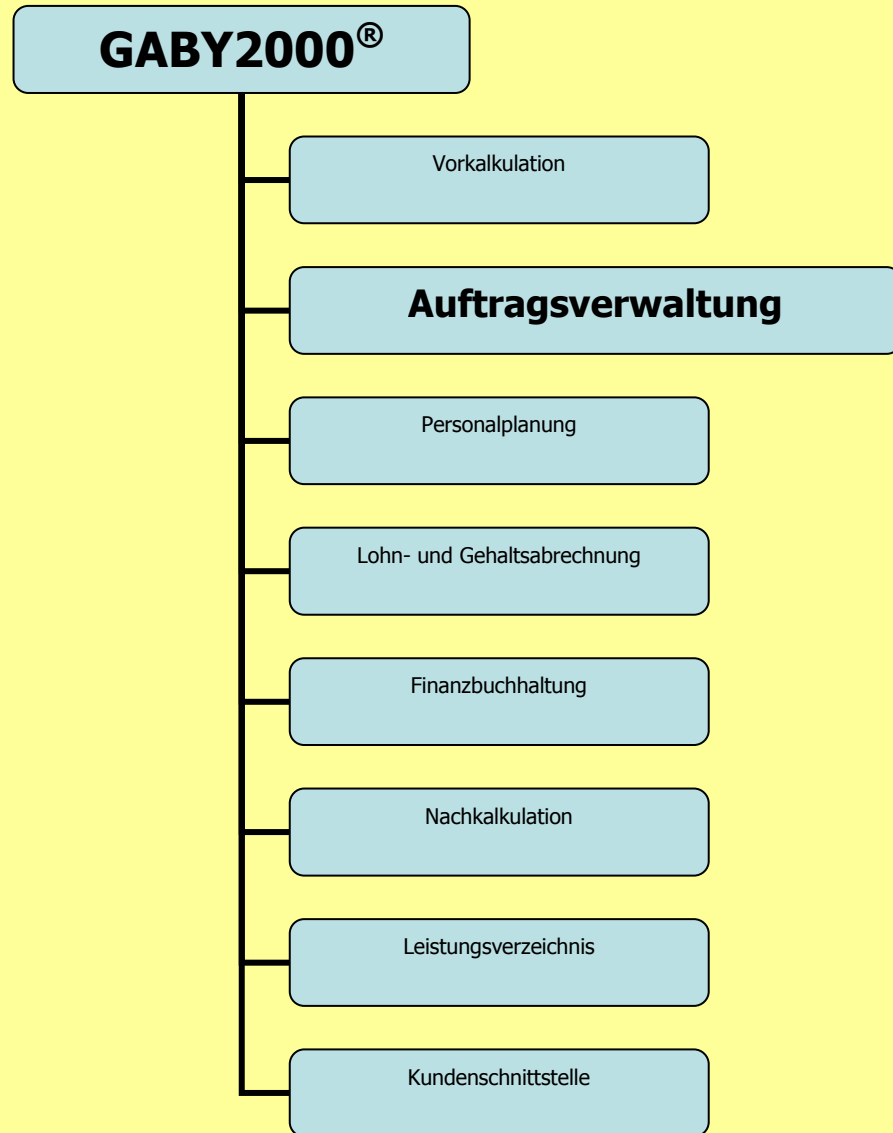 GABY2000®
Vorkalkulation
Auftragsverwaltung
Personalplanung
Lohn- und Gehaltsabrechnung
Finanzbuchhaltung
Nachkalkulation
Leistungsverzeichnis
Kundenschnittstelle